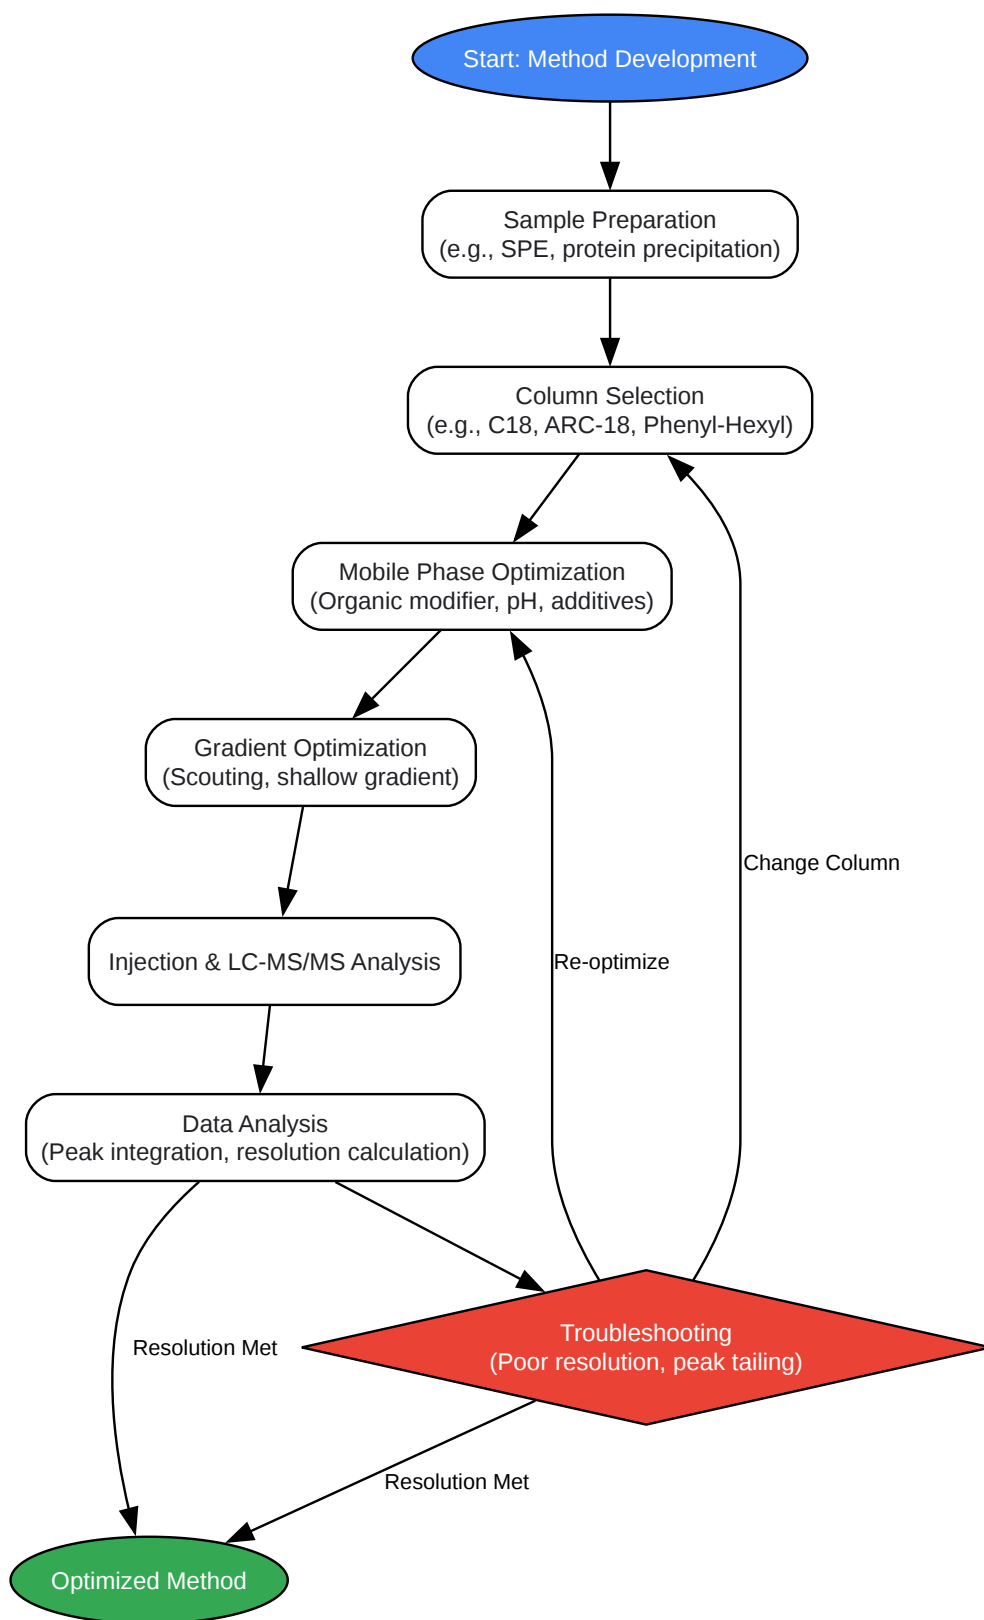 Start: Method Development
Sample Preparation
(e.g., SPE, protein precipitation)
Column Selection
(e.g., C18, ARC-18, Phenyl-Hexyl)
Mobile Phase Optimization
(Organic modifier, pH, additives)
Gradient Optimization
(Scouting, shallow gradient)
Change Column
Injection & LC-MS/MS Analysis
Re-optimize
Data Analysis
(Peak integration, resolution calculation)
Resolution Met
Troubleshooting
(Poor resolution, peak tailing)
Resolution Met
Optimized Method